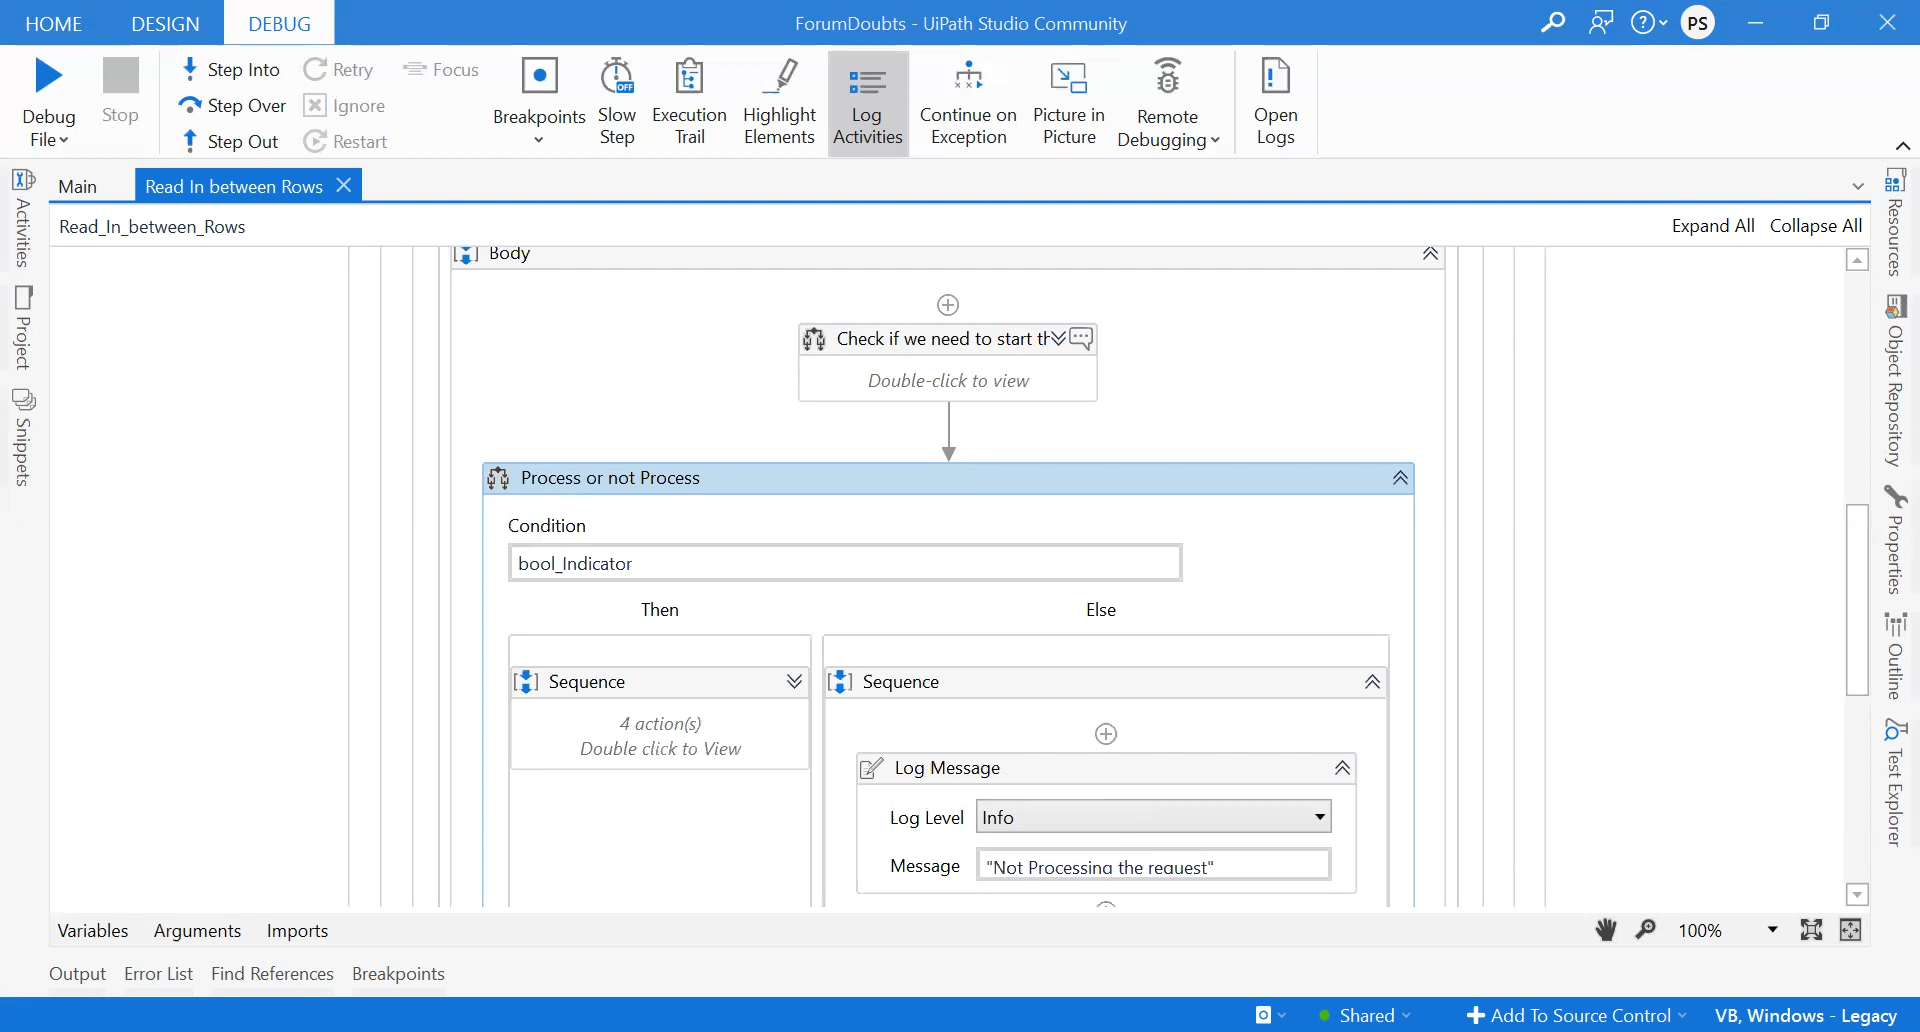 HOME DESIGN DEBUG ForumDoubts - UiPath Studio Community PS
Debug File Stop
Step Into Retry Focus
Step Over Ignore
Step Out Restart
Breakpoints Slow Step Execution Trail Highlight Elements Log Activities Continue on Exception Picture in Picture Remote Debugging Open Logs
OFF
Main Read In between Rows
Read_In_between_Rows Expand All Collapse All
Activities
Project
Snippets
Body
Check if we need to start th
Double-click to view
Process or not Process
Condition
bool_Indicator
Then Else
Sequence
4 action(s)
Double click to View
Sequence
Log Message
Log Level Info
Message "Not Processing the request"
Resources
Object Repository
Properties
Outline
Test Explorer
Variables Arguments Imports 100%
Output Error List Find References Breakpoints
Shared Add To Source Control VB, Windows - Legacy